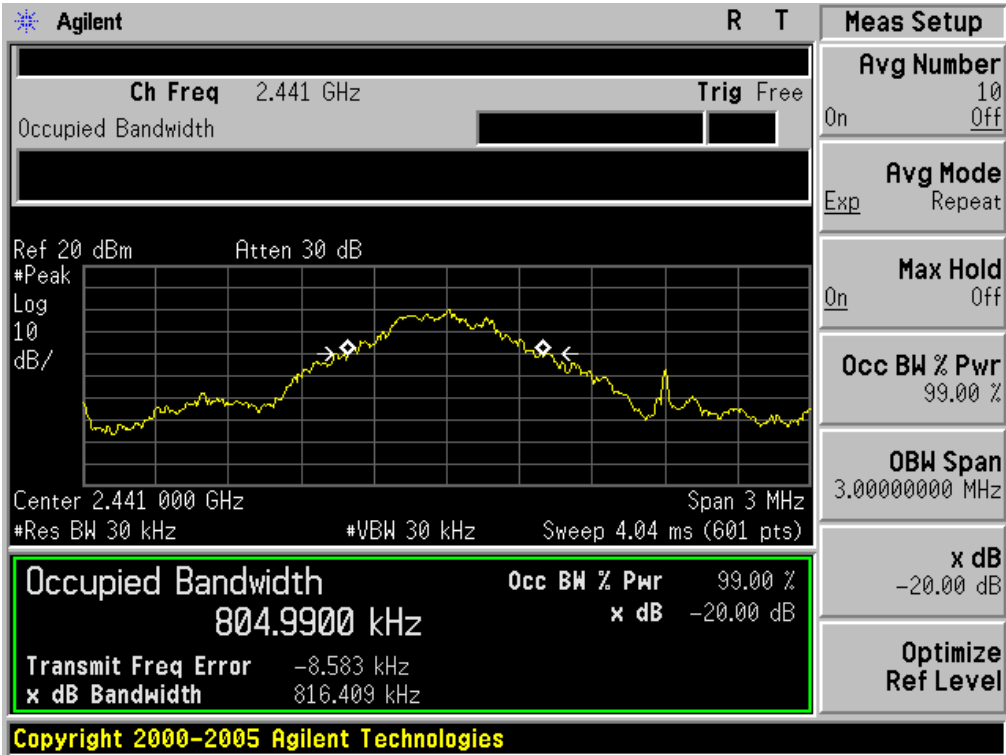 Agilent R T
Ch Freq 2.441 GHz Trig Free
Occupied Bandwidth
Ref 20 dBm Atten 30 dB
#Peak
Log
10
dB/
Center 2.441 000 GHz Span 3 MHz
#Res BW 30 kHz #VBW 30 kHz Sweep 4.04 ms (601 pts)
Occupied Bandwidth Occ BW % Pwr 99.00 %
804.9900 kHz x dB -20.00 dB
Transmit Freq Error -8.583 kHz
x dB Bandwidth 816.409 kHz
Copyright 2000-2005 Agilent Technologies
Meas Setup
Avg Number
10
On Off
Avg Mode
Exp Repeat
Max Hold
On Off
Occ BW % Pwr
99.00 %
OBW Span
3.00000000 MHz
x dB
-20.00 dB
Optimize
Ref Level